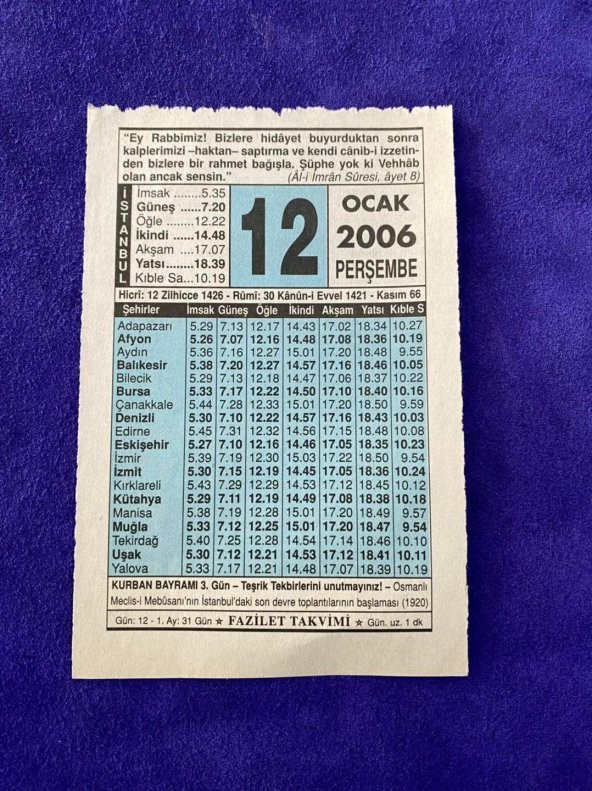 “Ey Rabbimiz! Bizlere hidâyet buyurduktan sonra
kalplerimizi –haktan– saptırma ve kendi cânib-i izzetin-
den bizlere bir rahmet bağışla. Şüphe yok ki Vehhâb
olan ancak sensin.” (Âl-i İmrân Sûresi, âyet 8)
İSTANBUL
İmsak ........5.35
Güneş ......7.20
Öğle ........12.22
İkindi ......14.48
Akşam ....17.07
Yatsı........18.39
Kıble Sa...10.19
12
OCAK
2006
PERŞEMBE
Hicrî: 12 Zilhicce 1426 - Rûmi: 30 Kânûn-i Evvel 1421 - Kasım 66
Şehirler İmsak Güneş Öğle İkindi Akşam Yatsı Kıble S
Adapazarı 5.29 7.13 12.17 14.43 17.02 18.34 10.27
Afyon 5.26 7.07 12.16 14.48 17.08 18.36 10.19
Aydın 5.36 7.16 12.27 15.01 17.20 18.48 9.55
Balıkesir 5.38 7.20 12.27 14.57 17.16 18.46 10.05
Bilecik 5.29 7.13 12.18 14.47 17.06 18.37 10.22
Bursa 5.33 7.17 12.22 14.50 17.10 18.40 10.16
Çanakkale 5.44 7.28 12.33 15.01 17.20 18.50 9.59
Denizli 5.30 7.10 12.22 14.57 17.16 18.43 10.03
Edirne 5.45 7.31 12.32 14.56 17.15 18.48 10.08
Eskişehir 5.27 7.10 12.16 14.46 17.05 18.35 10.23
İzmir 5.39 7.19 12.30 15.03 17.22 18.50 9.54
İzmit 5.30 7.15 12.19 14.45 17.05 18.36 10.24
Kırklareli 5.43 7.29 12.29 14.53 17.12 18.45 10.12
Kütahya 5.29 7.11 12.19 14.49 17.08 18.38 10.18
Manisa 5.38 7.19 12.28 15.01 17.20 18.49 9.57
Muğla 5.33 7.12 12.25 15.01 17.20 18.47 9.54
Tekirdağ 5.40 7.25 12.28 14.54 17.14 18.46 10.10
Uşak 5.30 7.12 12.21 14.53 17.12 18.41 10.11
Yalova 5.33 7.17 12.21 14.48 17.07 18.39 10.19
KURBAN BAYRAMI 3. Gün – Teşrik Tekbirlerini unutmayınız! – Osmanlı
Meclis-i Mebûsanı'nın İstanbul'daki son devre toplantılarının başlaması (1920)
Gün: 12 - 1. Ay: 31 Gün ★ FAZİLET TAKVİMİ ★ Gün. uz. 1 dk